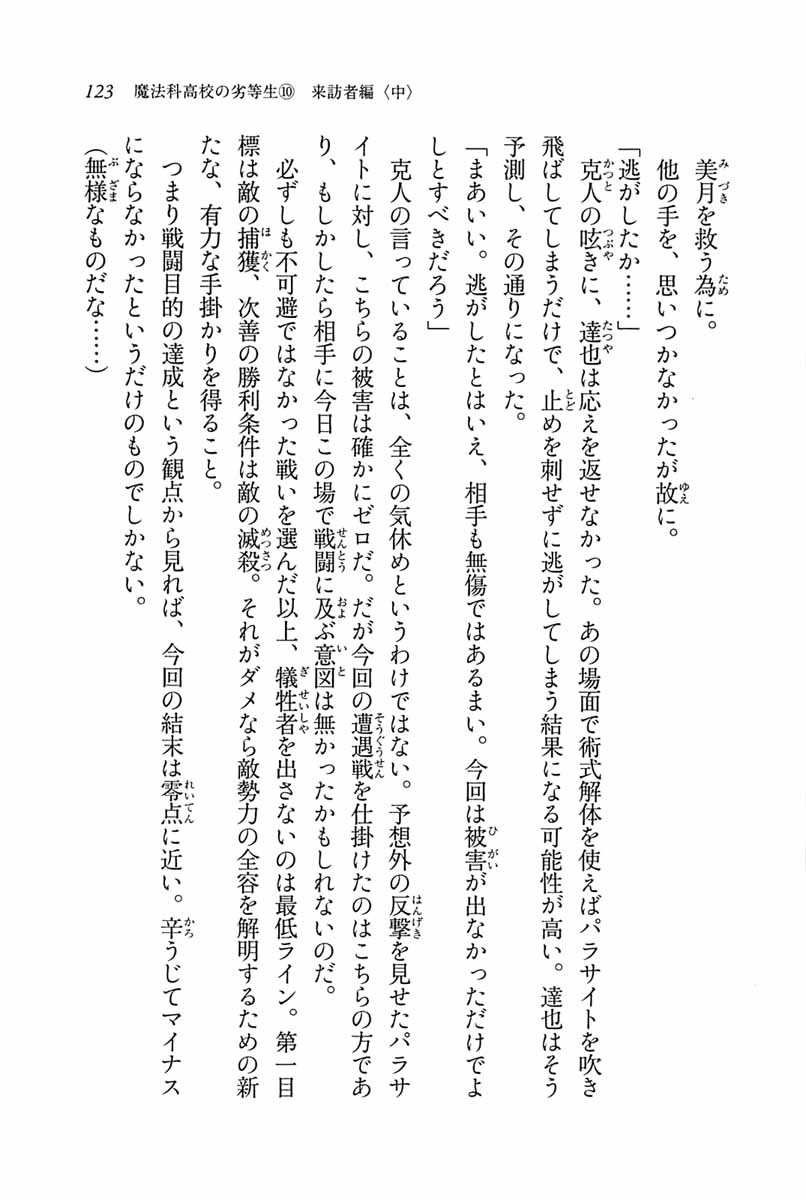 123 魔法科高校の劣等生⑩ 来訪者編〈中〉
美月を救う為に。
他の手を、思いつかなかったが故に。
「逃がしたか……」
克人の呟きに、達也は応えを返せなかった。あの場面で術式解体を使えばパラサイトを吹き
飛ばしてしまうだけで、止めを刺せずに逃がしてしまう結果になる可能性が高い。達也はそう
予測し、その通りになった。
「まあいい。逃がしたとはいえ、相手も無傷ではあるまい。今回は被害が出なかっただけでよ
しとすべきだろう」
克人の言っていることは、全くの気休めというわけではない。予想外の反撃を見せたパラサ
イトに対し、こちらの被害は確かにゼロだ。だが今回の遭遇戦を仕掛けたのはこちらの方であ
り、もしかしたら相手に今日この場で戦闘に及ぶ意図は無かったかもしれないのだ。
必ずしも不可避ではなかった戦いを選んだ以上、犠牲者を出さないのは最低ライン。第一目
標は敵の捕獲、次善の勝利条件は敵の滅殺。それがダメなら敵勢力の全容を解明するための新
たな、有力な手掛かりを得ること。
つまり戦闘目的の達成という観点から見れば、今回の結末は零点に近い。辛うじてマイナス
にならなかったというだけのものでしかない。
（無様なものだな……）